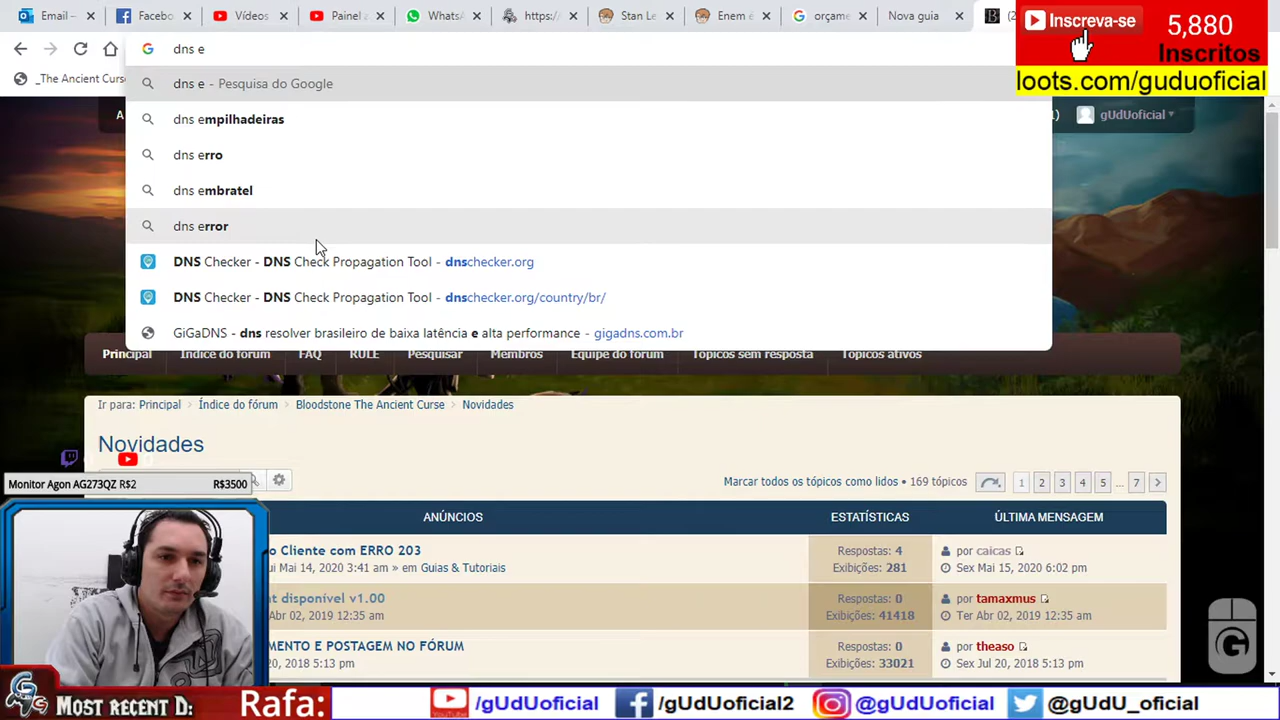 Email –
Facebo
Vídeos
Painel a
WhatsA
https:/
Stan Le
Enem é
orçame
Nova guia
Inscreva-se
5,880
Inscritos
loots.com/guduoficial
dns e
_The Ancient Curs
dns e - Pesquisa do Google
dns empilhadeiras
dns erro
dns embratel
dns error
DNS Checker - DNS Check Propagation Tool - dnschecker.org
DNS Checker - DNS Check Propagation Tool - dnschecker.org/country/br/
GiGaDNS - dns resolver brasileiro de baixa latência e alta performance - gigadns.com.br
gUdUoficial
Principal Índice do fórum FAQ RULE Pesquisar Membros Equipe do fórum Tópicos sem resposta Tópicos ativos
Ir para: Principal Índice do fórum Bloodstone The Ancient Curse Novidades
Novidades
Monitor Agon AG273QZ R$2 R$3500
Marcar todos os tópicos como lidos • 169 tópicos 1 2 3 4 5 ... 7
ANÚNCIOS ESTATÍSTICAS ÚLTIMA MENSAGEM
o Cliente com ERRO 203
ui Mai 14, 2020 3:41 am » em Guias & Tutoriais
Respostas: 4
Exibições: 281
por caicas
Sex Mai 15, 2020 6:02 pm
nt disponível v1.00
Abr 02, 2019 12:35 am
Respostas: 0
Exibições: 41418
por tamaxmus
Ter Abr 02, 2019 12:35 am
MENTO E POSTAGEM NO FÓRUM
20, 2018 5:13 pm
Respostas: 0
Exibições: 33021
por theaso
Sex Jul 20, 2018 5:13 pm
Most recent D: Rafa: /gUdUoficial /gUdUoficial2 @gUdUoficial @gUdU_oficial